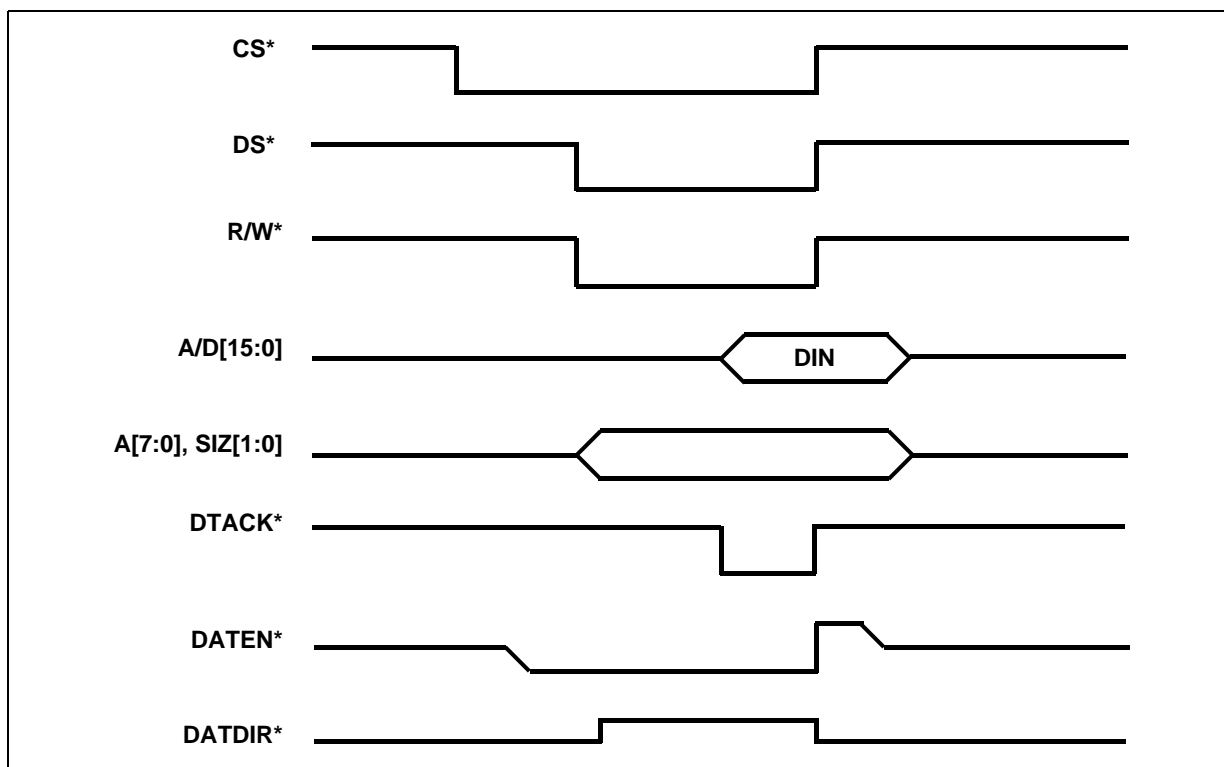 CS*
DS*
R/W*
A/D[15:0]
DIN
A[7:0], SIZ[1:0]
DTACK*
DATEN*
DATDIR*